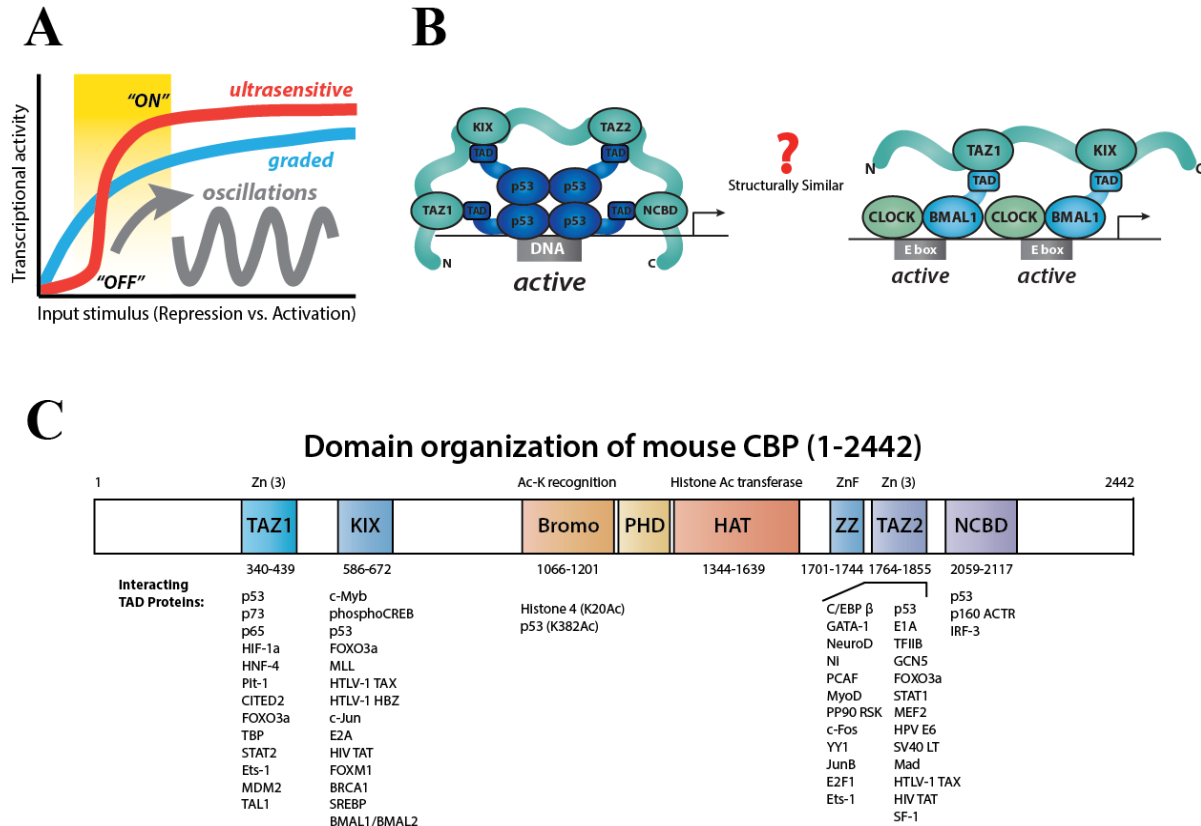 A
Transcriptional activity
"ON"
ultrasensitive
graded
oscillations
"OFF"
Input stimulus (Repression vs. Activation)
B
KIX
TAZ2
TAD
TAD
p53
p53
TAZ1
TAD
p53
p53
TAD
NCBD
DNA
N
C
active
?
Structurally Similar
N
TAZ1
KIX
C
TAD
TAD
CLOCK
BMAL1
CLOCK
BMAL1
E box
E box
active
active
C
Domain organization of mouse CBP (1-2442)
1
Zn (3)
Ac-K recognition
Histone Ac transferase
ZnF
Zn (3)
2442
TAZ1
KIX
Bromo
PHD
HAT
ZZ
TAZ2
NCBD
340-439
586-672
1066-1201
1344-1639
1701-1744
1764-1855
2059-2117
Interacting
TAD Proteins:
p53
p73
p65
HIF-1a
HNF-4
PIt-1
CITED2
FOXO3a
TBP
STAT2
Ets-1
MDM2
TAL1
c-Myb
phosphoCREB
p53
FOXO3a
MLL
HTLV-1 TAX
HTLV-1 HBZ
c-Jun
E2A
HIV TAT
FOXM1
BRCA1
SREBP
BMAL1/BMAL2
Histone 4 (K20Ac)
p53 (K382Ac)
C/EBP β
GATA-1
NeuroD
NI
PCAF
MyoD
PP90 RSK
c-Fos
YY1
JunB
E2F1
Ets-1
p53
E1A
TFIIB
GCN5
FOXO3a
STAT1
MEF2
HPV E6
SV40 LT
Mad
HTLV-1 TAX
HIV TAT
SF-1
p53
p160 ACTR
IRF-3